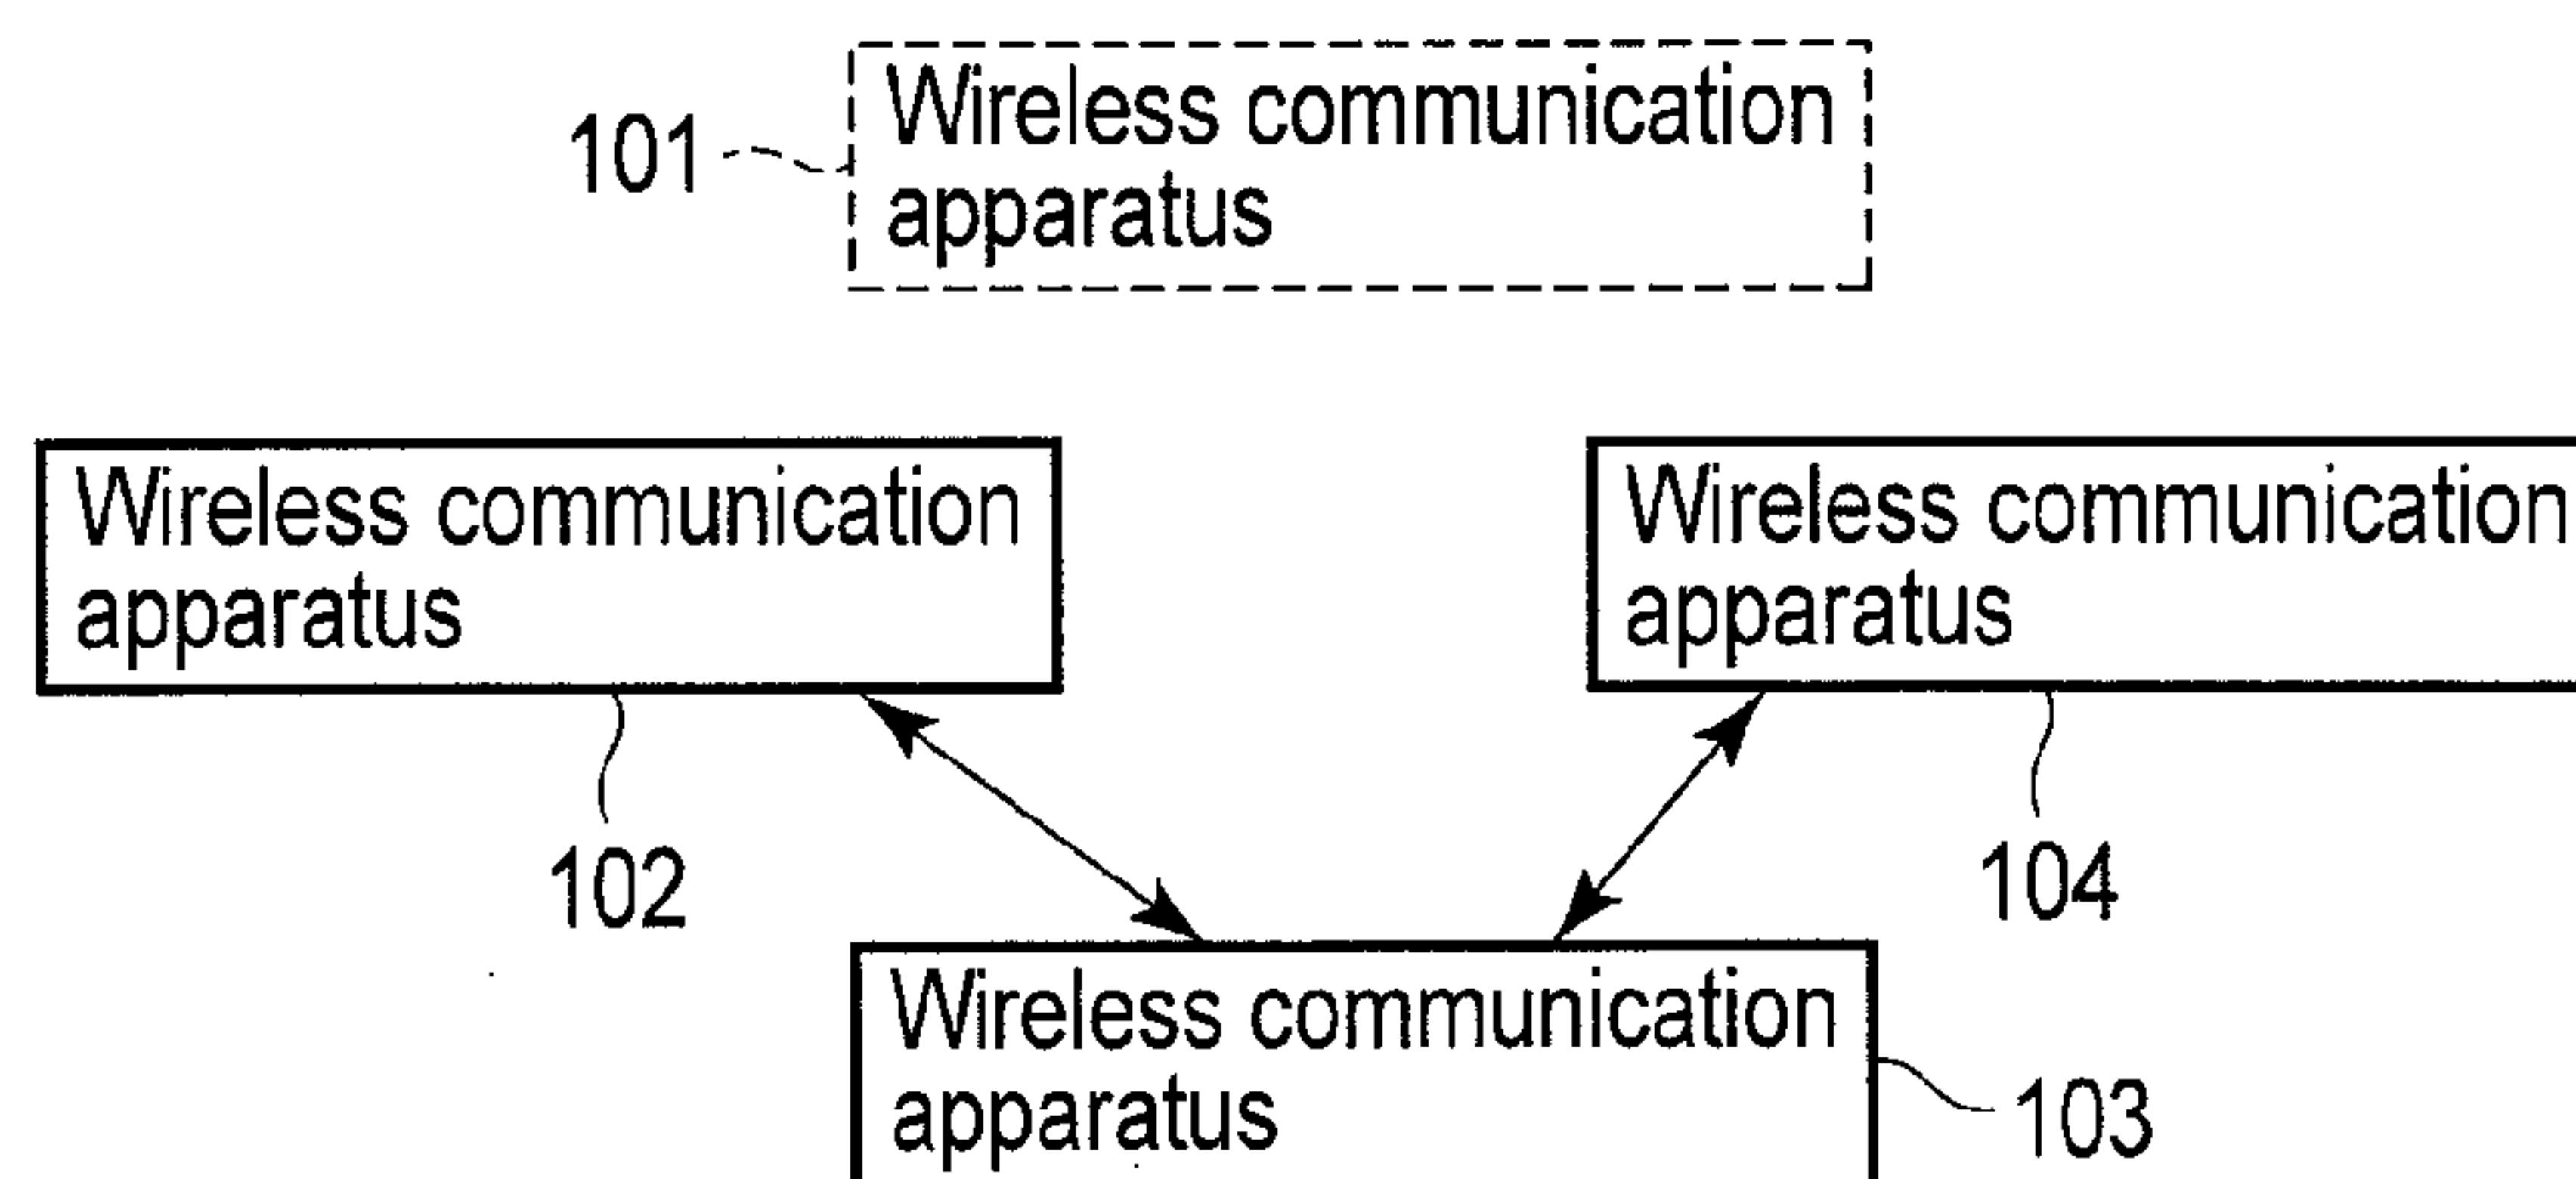 101
Wireless communication
apparatus
Wireless communication
apparatus
102
Wireless communication
apparatus
104
Wireless communication
apparatus
103